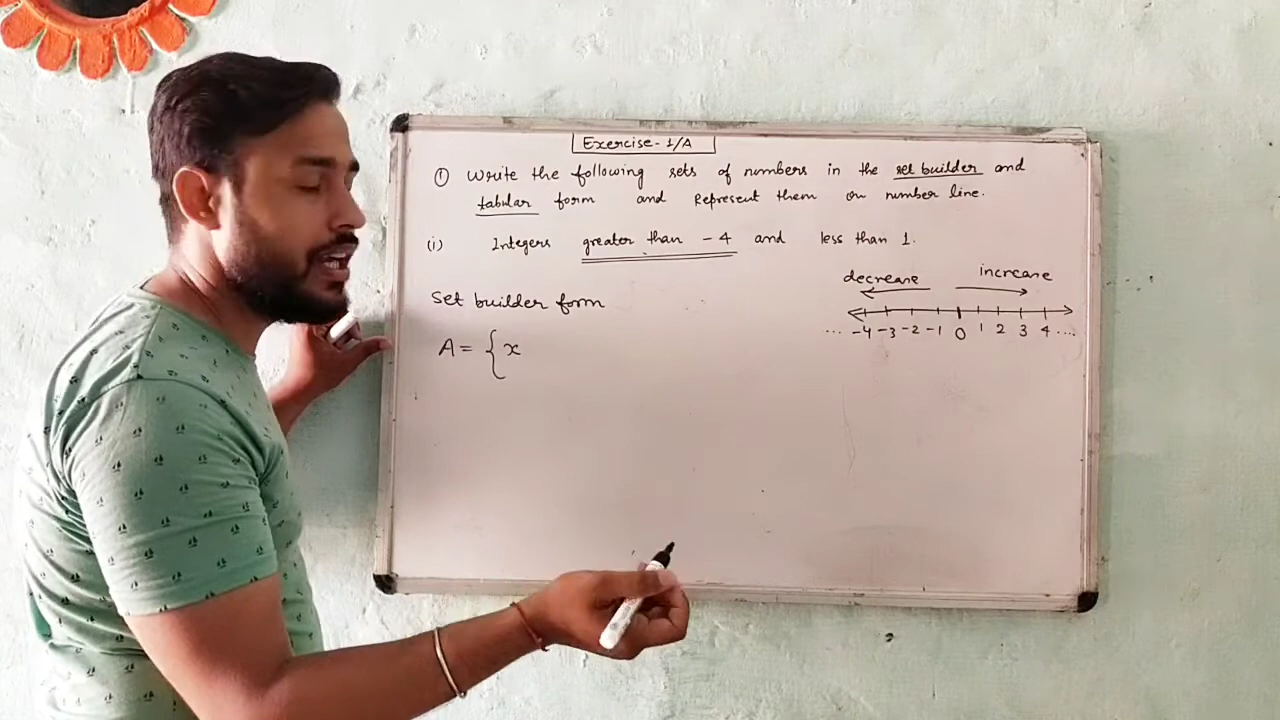 Exercise - 1/A
① Write the following sets of numbers in the set builder and
tabular form and Represent them on number line.
(i) Integers greater than - 4 and less than 1.
decrease increase
... -4 -3 -2 -1 0 1 2 3 4 ....
Set builder form
A = { x